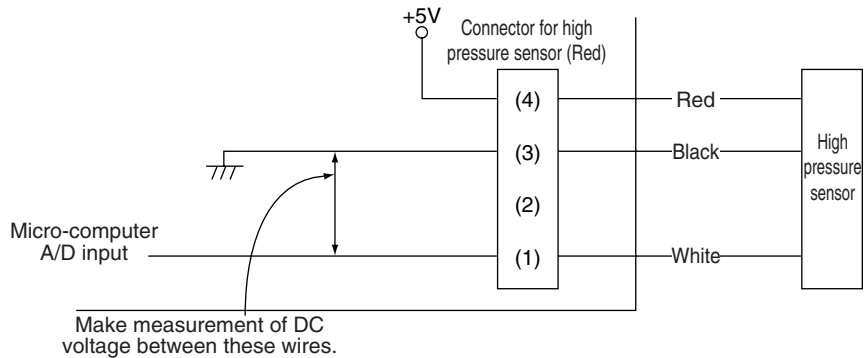 +5V
Connector for high
pressure sensor (Red)
(4)
Red
(3)
Black
High
pressure
sensor
(2)
Micro-computer
A/D input
(1)
White
Make measurement of DC
voltage between these wires.